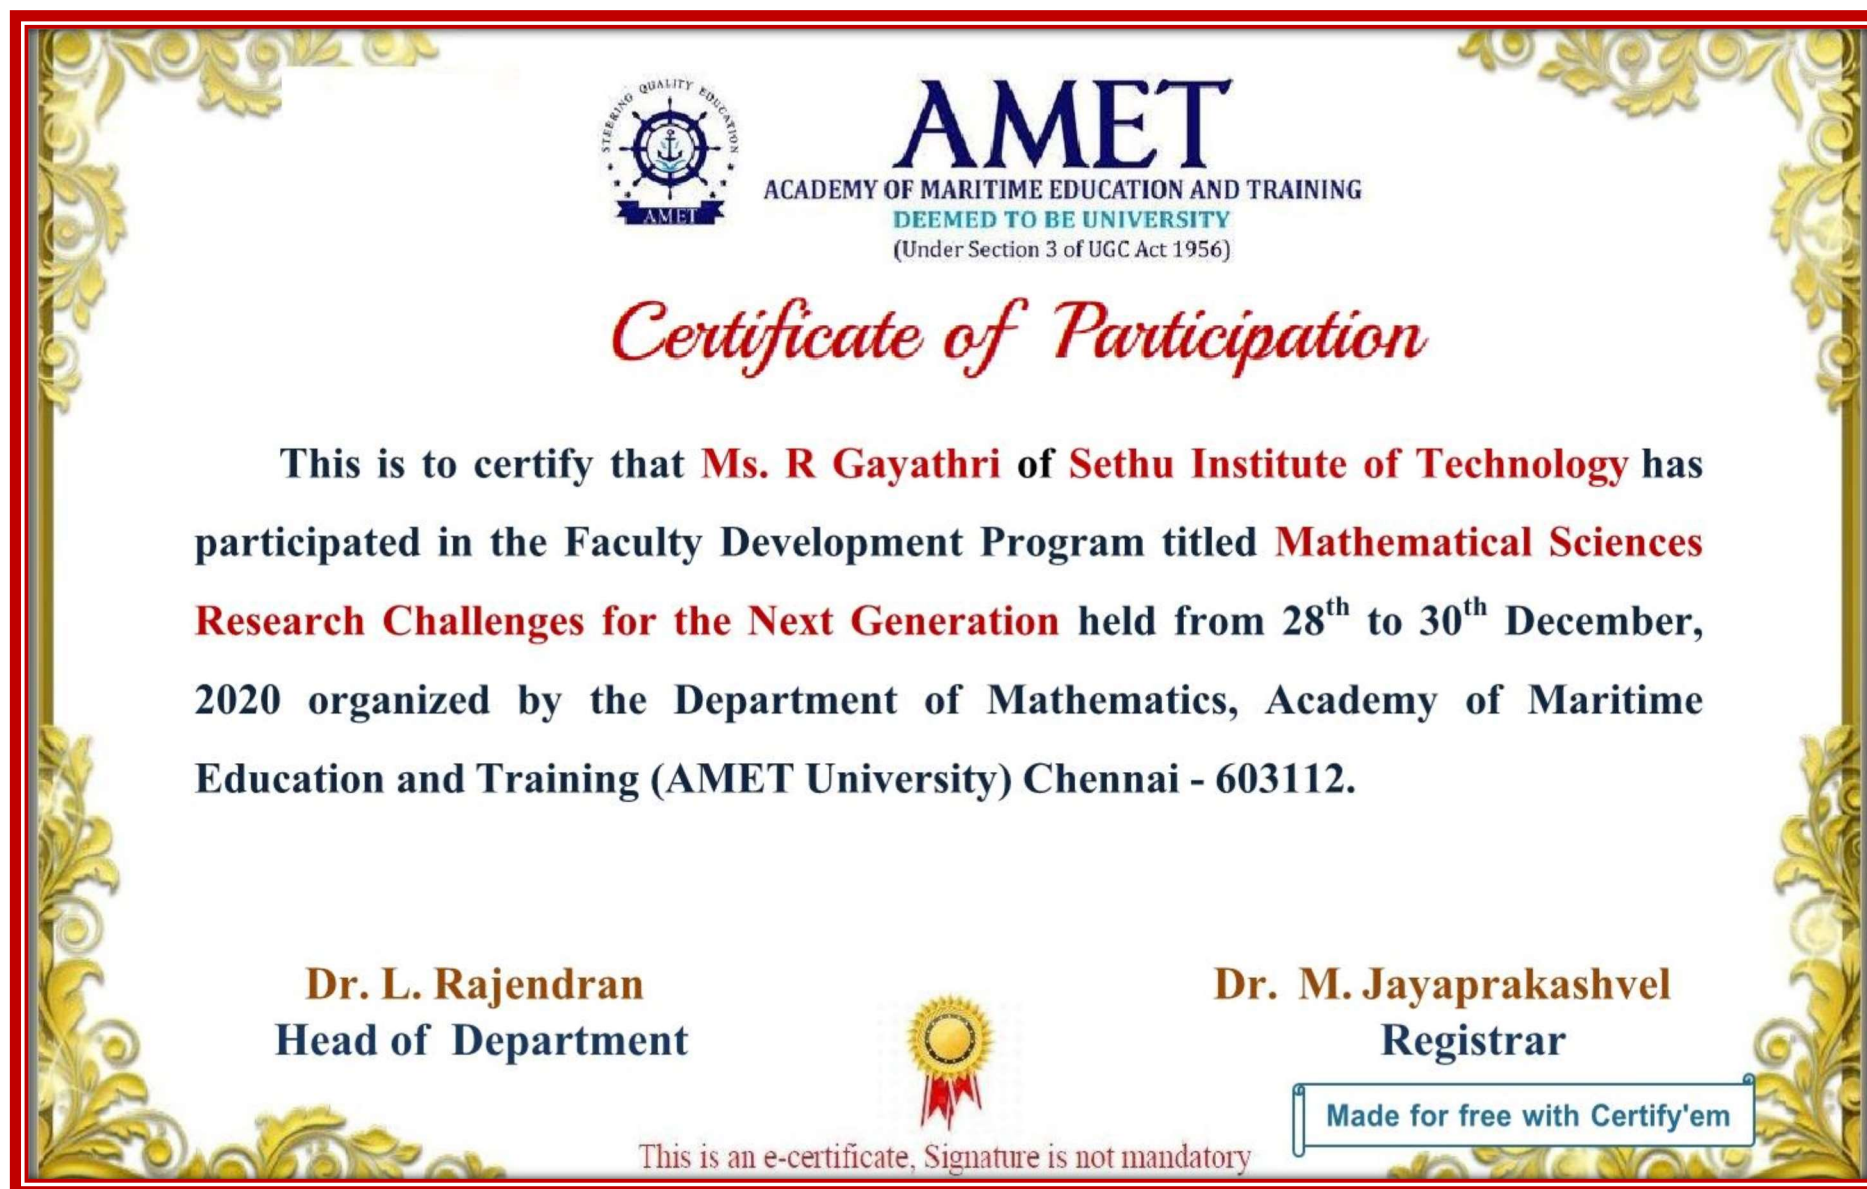 STEERING QUALITY EDUCATION
AMET
AMET
ACADEMY OF MARITIME EDUCATION AND TRAINING
DEEMED TO BE UNIVERSITY
(Under Section 3 of UGC Act 1956)
Certificate of Participation
This is to certify that Ms. R Gayathri of Sethu Institute of Technology has
participated in the Faculty Development Program titled Mathematical Sciences
Research Challenges for the Next Generation held from 28th to 30th December,
2020 organized by the Department of Mathematics, Academy of Maritime
Education and Training (AMET University) Chennai - 603112.
Dr. L. Rajendran
Head of Department
Dr. M. Jayaprakashvel
Registrar
Made for free with Certify'em
This is an e-certificate, Signature is not mandatory